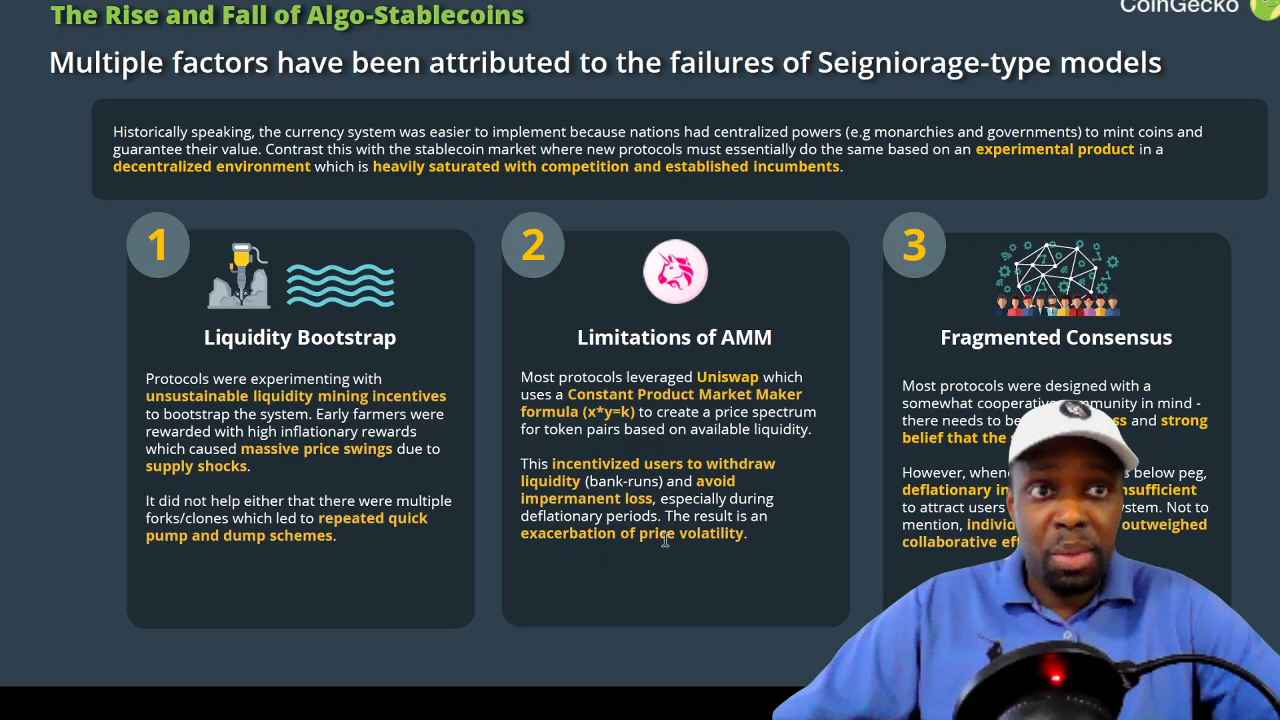 The Rise and Fall of Algo-Stablecoins
CoinGecko
Multiple factors have been attributed to the failures of Seigniorage-type models
Historically speaking, the currency system was easier to implement because nations had centralized powers (e.g monarchies and governments) to mint coins and
guarantee their value. Contrast this with the stablecoin market where new protocols must essentially do the same based on an experimental product in a
decentralized environment which is heavily saturated with competition and established incumbents.
1
Liquidity Bootstrap
Protocols were experimenting with
unsustainable liquidity mining incentives
to bootstrap the system. Early farmers were
rewarded with high inflationary rewards
which caused massive price swings due to
supply shocks.
It did not help either that there were multiple
forks/clones which led to repeated quick
pump and dump schemes.
2
Limitations of AMM
Most protocols leveraged Uniswap which
uses a Constant Product Market Maker
formula (x*y=k) to create a price spectrum
for token pairs based on available liquidity.
This incentivized users to withdraw
liquidity (bank-runs) and avoid
impermanent loss, especially during
deflationary periods. The result is an
exacerbation of price volatility.
3
Fragmented Consensus
Most protocols were designed with a
somewhat cooperative community in mind -
there needs to be and strong
belief that the
However, below peg,
deflationary insufficient
to attract users Not to
mention, outweighed
collaborative